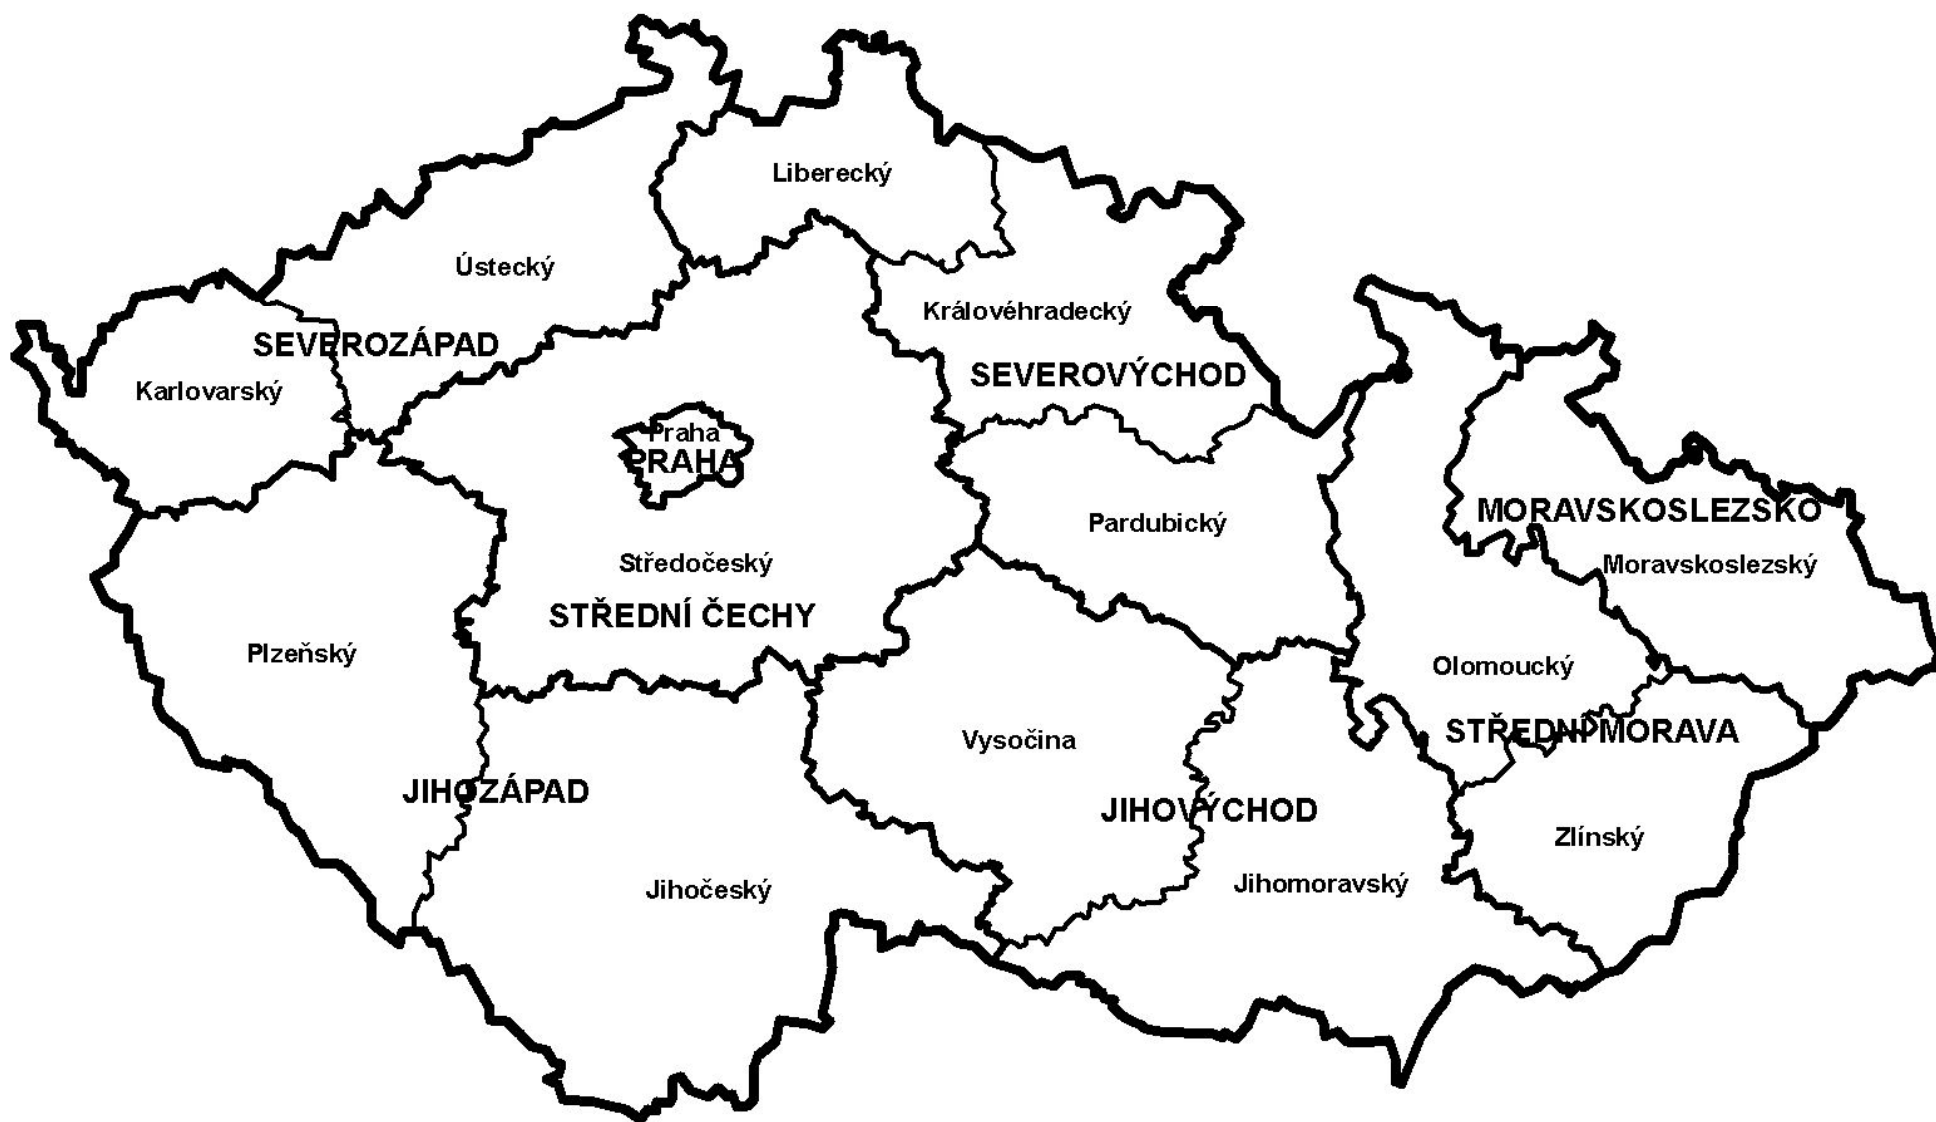 Liberecký
Ústecký
Královéhradecký
SEVEROZÁPAD
SEVEROVÝCHOD
Karlovarský
Praha
PRAHA
MORAVSKOSLEZSKO
Pardubický
Středočeský
Moravskoslezský
STŘEDNÍ ČECHY
Plzeňský
Olomoucký
STŘEDNÍ MORAVA
Vysočina
JIHOZÁPAD
JIHOVÝCHOD
Zlínský
Jihočeský
Jihomoravský